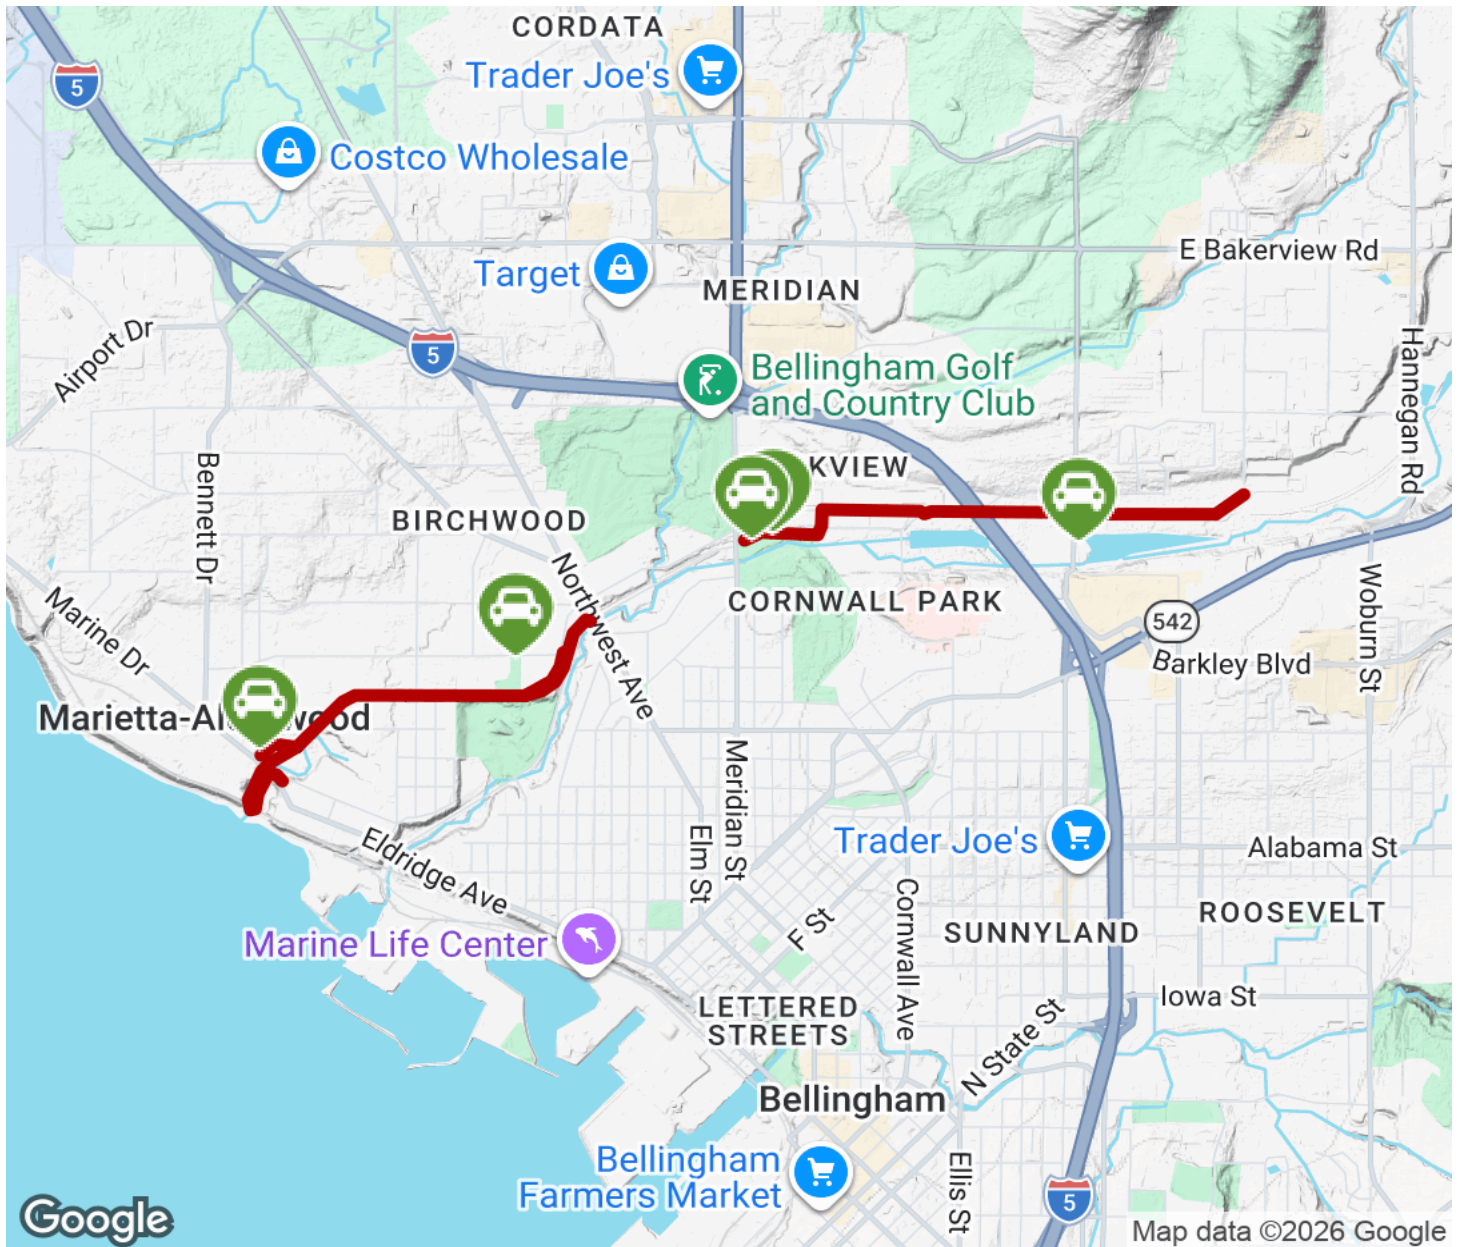 CORDATA
Trader Joe's
5
Costco Wholesale
E Bakerview Rd
Target
MERIDIAN
Airport Dr
5
Hannegan Rd
Bellingham Golf
and Country Club
KVIEW
Bennett Dr
BIRCHWOOD
Northwest Ave
Marine Dr
CORNWALL PARK
542
Woburn St
Barkley Blvd
Marietta-Al wood
Meridian St
Elm St
Eldridge Ave
Trader Joe's
Alabama St
Cornwall Ave
F St
ROOSEVELT
SUNNYLAND
Marine Life Center
LETTERED
STREETS
Iowa St
N State St
Bellingham
Bellingham
Farmers Market
Ellis St
5
Google
Map data ©2026 Google